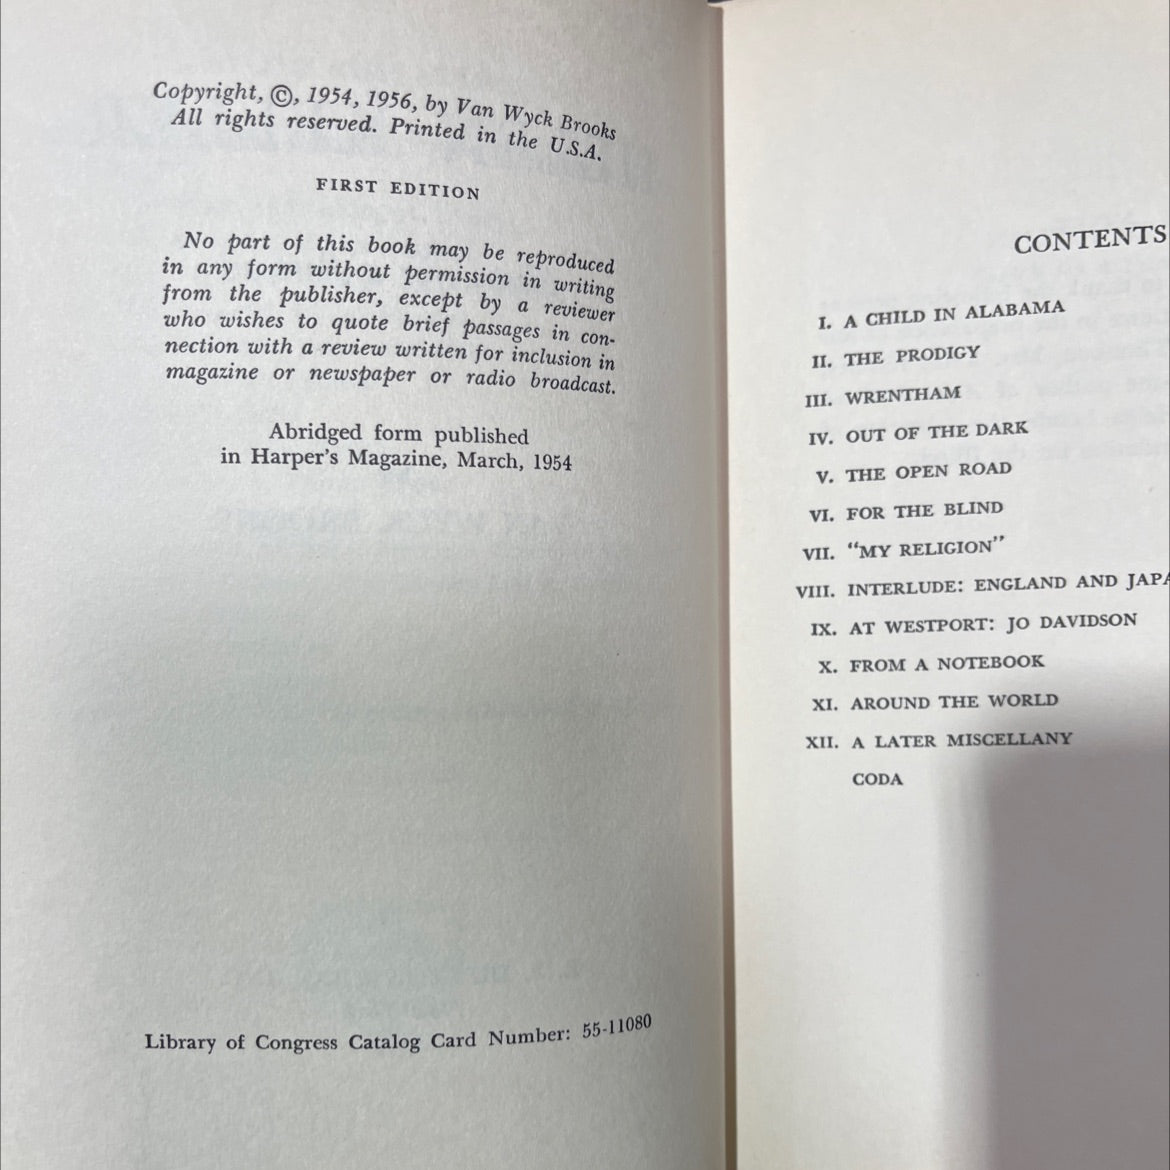 Copyright, ©, 1954, 1956, by Van Wyck Brooks
All rights reserved. Printed in the U.S.A.
FIRST EDITION
No part of this book may be reproduced
in any form without permission in writing
from the publisher, except by a reviewer
who wishes to quote brief passages in con-
nection with a review written for inclusion in
magazine or newspaper or radio broadcast.
Abridged form published
in Harper's Magazine, March, 1954
Library of Congress Catalog Card Number: 55-11080
CONTENTS
I. A CHILD IN ALABAMA
II. THE PRODIGY
III. WRENTHAM
IV. OUT OF THE DARK
V. THE OPEN ROAD
VI. FOR THE BLIND
VII. "MY RELIGION"
VIII. INTERLUDE: ENGLAND AND JAPA
IX. AT WESTPORT: JO DAVIDSON
X. FROM A NOTEBOOK
XI. AROUND THE WORLD
XII. A LATER MISCELLANY
CODA